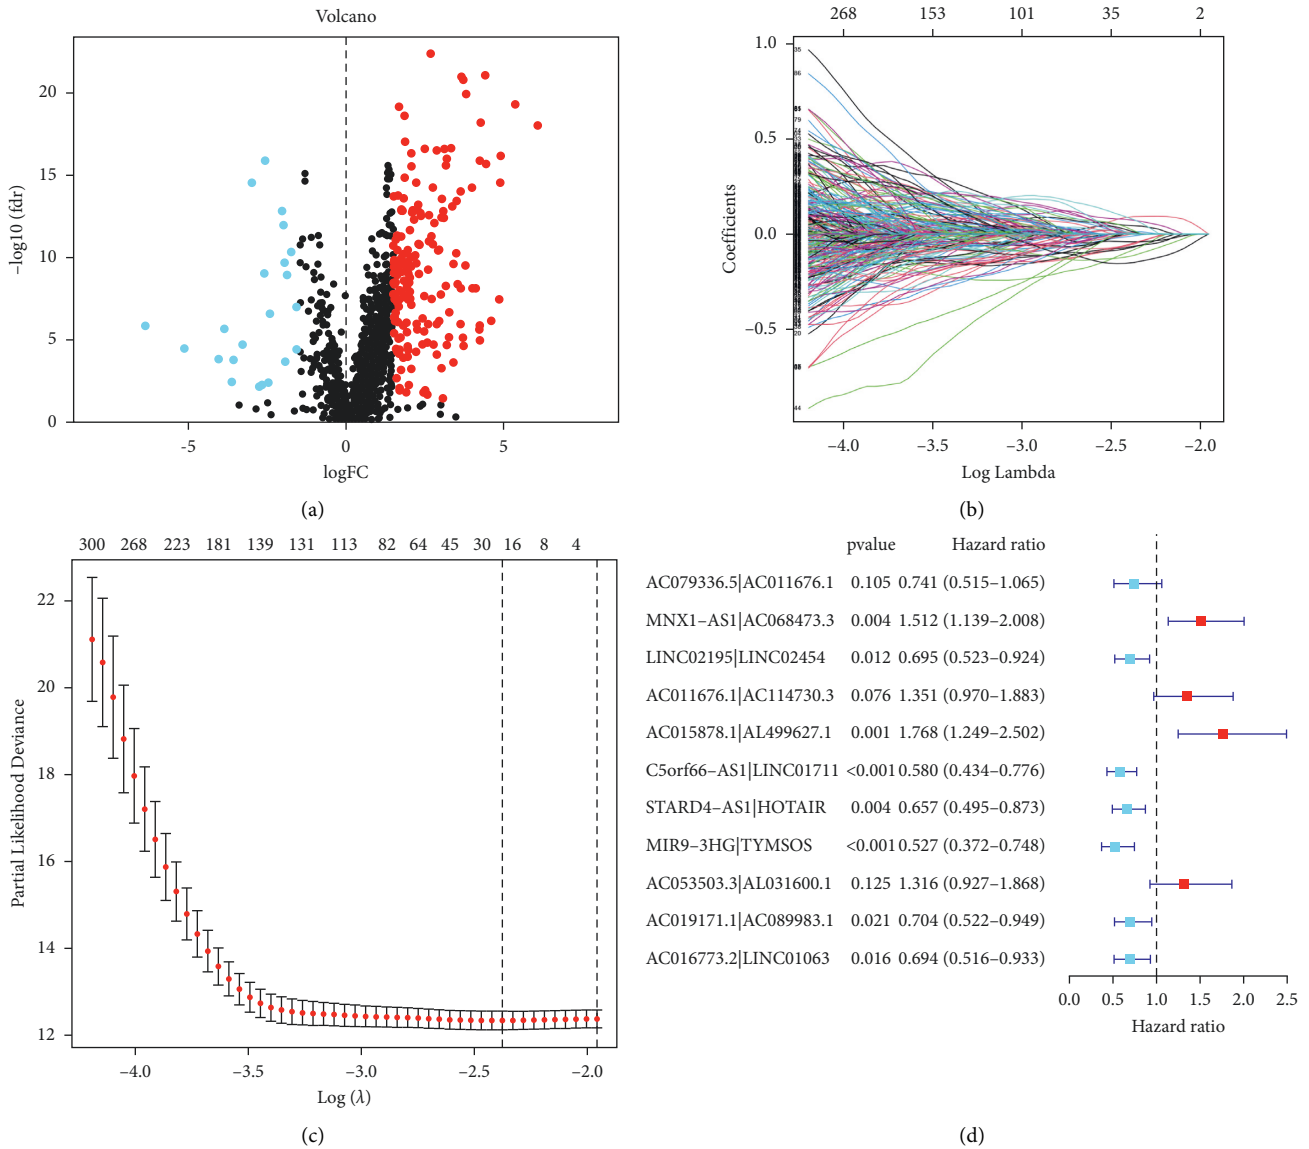 Volcano
−log10 (fdr)
20
15
10
5
0
-5
0
5
logFC
(a)
268
153
101
35
2
Coefficients
1.0
0.5
0.0
−0.5
35
86
79
20
44
−4.0
−3.5
−3.0
−2.5
−2.0
Log Lambda
(b)
300 268 223 181 139 131 113 82 64 45 30 16 8 4
Partial Likelihood Deviance
22
20
18
16
14
12
−4.0
−3.5
−3.0
−2.5
−2.0
Log (λ)
(c)
pvalue Hazard ratio
AC079336.5|AC011676.1 0.105 0.741 (0.515–1.065)
MNX1−AS1|AC068473.3 0.004 1.512 (1.139–2.008)
LINC02195|LINC02454 0.012 0.695 (0.523–0.924)
AC011676.1|AC114730.3 0.076 1.351 (0.970–1.883)
AC015878.1|AL499627.1 0.001 1.768 (1.249–2.502)
C5orf66−AS1|LINC01711 <0.001 0.580 (0.434–0.776)
STARD4−AS1|HOTAIR 0.004 0.657 (0.495–0.873)
MIR9−3HG|TYMSOS <0.001 0.527 (0.372–0.748)
AC053503.3|AL031600.1 0.125 1.316 (0.927–1.868)
AC019171.1|AC089983.1 0.021 0.704 (0.522–0.949)
AC016773.2|LINC01063 0.016 0.694 (0.516–0.933)
0.0 0.5 1.0 1.5 2.0 2.5
Hazard ratio
(d)